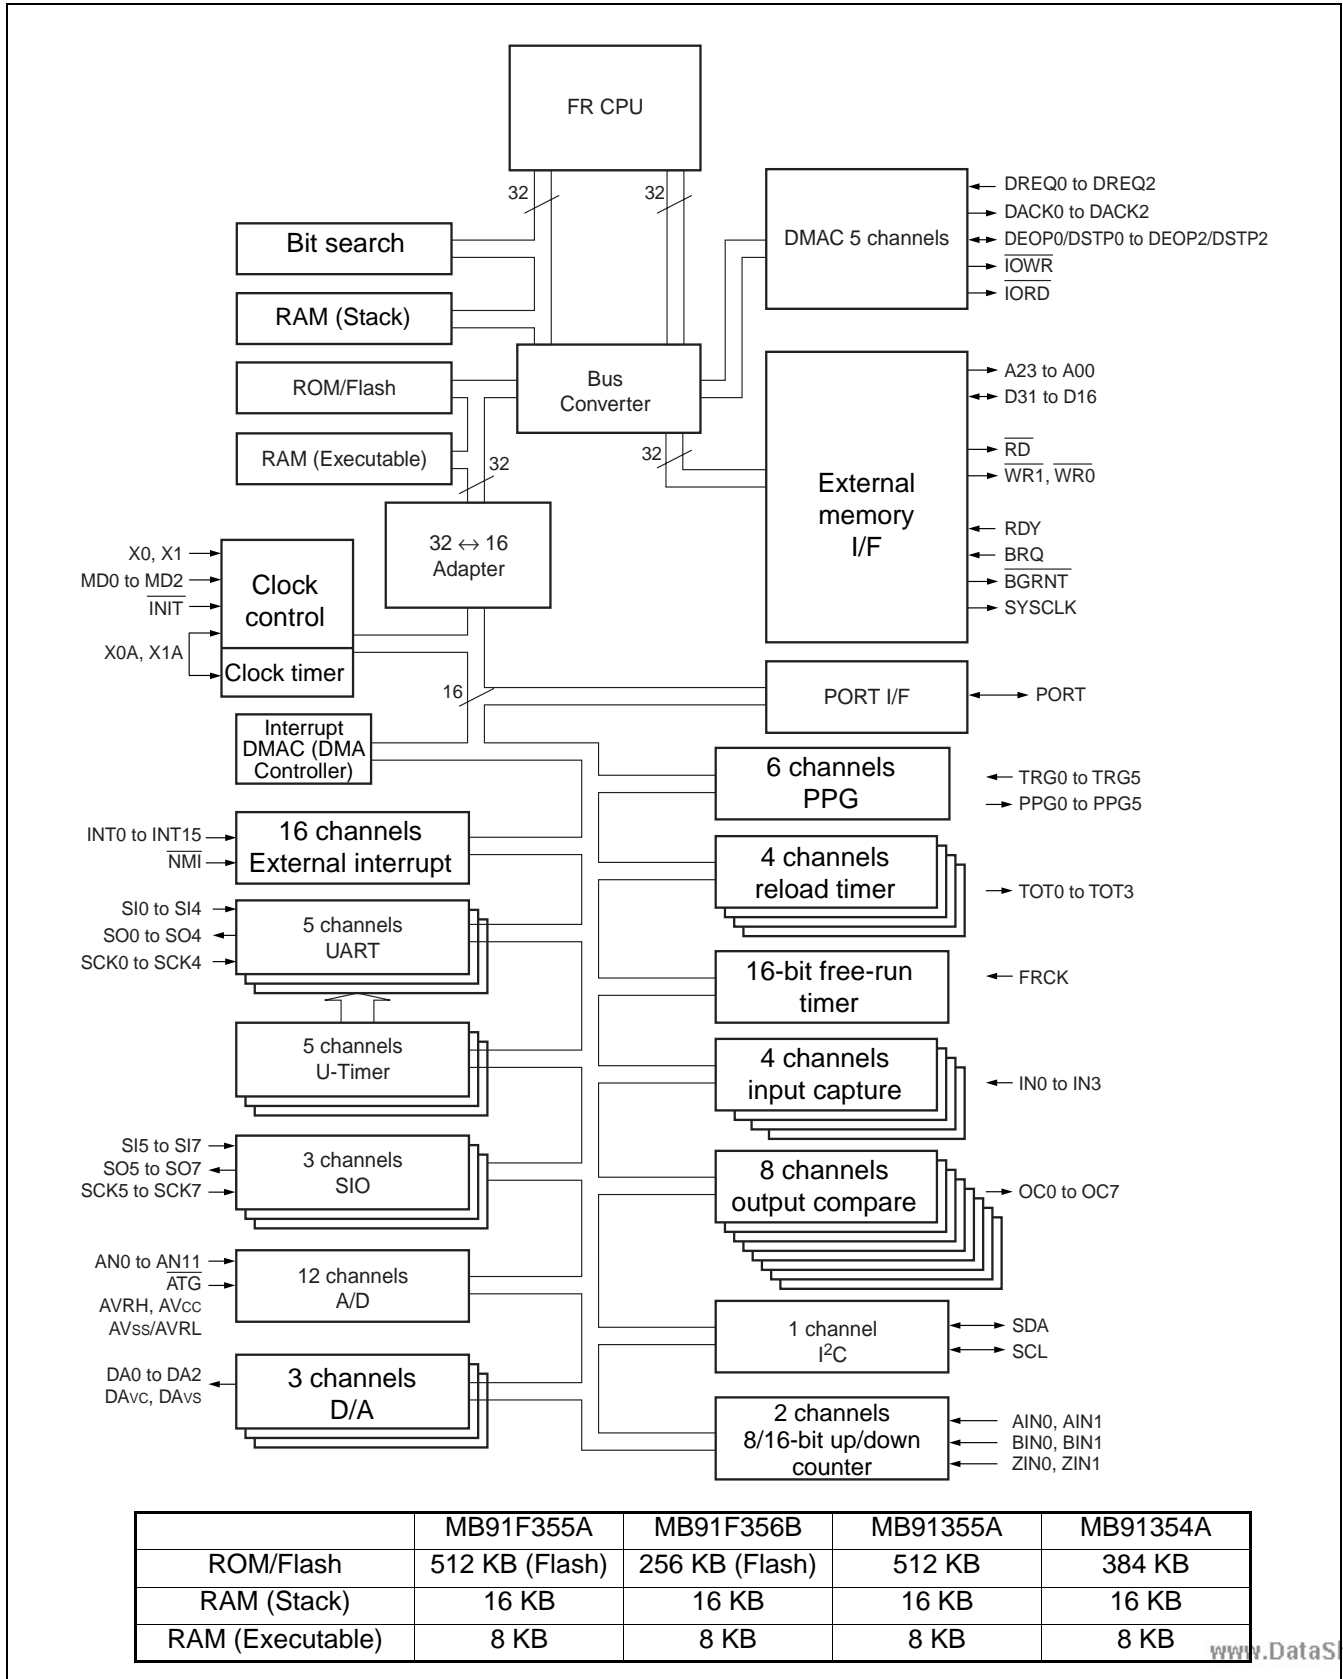 FR CPU
32
32
Bit search
RAM (Stack)
ROM/Flash
RAM (Executable)
Bus
Converter
32
32
DMAC 5 channels
DREQ0 to DREQ2
DACK0 to DACK2
DEOP0/DSTP0 to DEOP2/DSTP2
IOWR
IORD
External
memory
I/F
A23 to A00
D31 to D16
RD
WR1, WR0
RDY
BRQ
BGRNT
SYSCLK
32 ↔ 16
Adapter
X0, X1
MD0 to MD2
INIT
X0A, X1A
Clock
control
Clock timer
16
PORT I/F
PORT
Interrupt
DMAC (DMA
Controller)
INT0 to INT15
NMI
16 channels
External interrupt
SI0 to SI4
SO0 to SO4
SCK0 to SCK4
5 channels
UART
5 channels
U-Timer
SI5 to SI7
SO5 to SO7
SCK5 to SCK7
3 channels
SIO
AN0 to AN11
ATG
AVRH, AVCC
AVSS/AVRL
12 channels
A/D
DA0 to DA2
DAVC, DAVS
3 channels
D/A
6 channels
PPG
TRG0 to TRG5
PPG0 to PPG5
4 channels
reload timer
TOT0 to TOT3
16-bit free-run
timer
FRCK
4 channels
input capture
IN0 to IN3
8 channels
output compare
OC0 to OC7
1 channel
I²C
SDA
SCL
2 channels
8/16-bit up/down
counter
AIN0, AIN1
BIN0, BIN1
ZIN0, ZIN1
MB91F355A MB91F356B MB91355A MB91354A
ROM/Flash 512 KB (Flash) 256 KB (Flash) 512 KB 384 KB
RAM (Stack) 16 KB 16 KB 16 KB 16 KB
RAM (Executable) 8 KB 8 KB 8 KB 8 KB